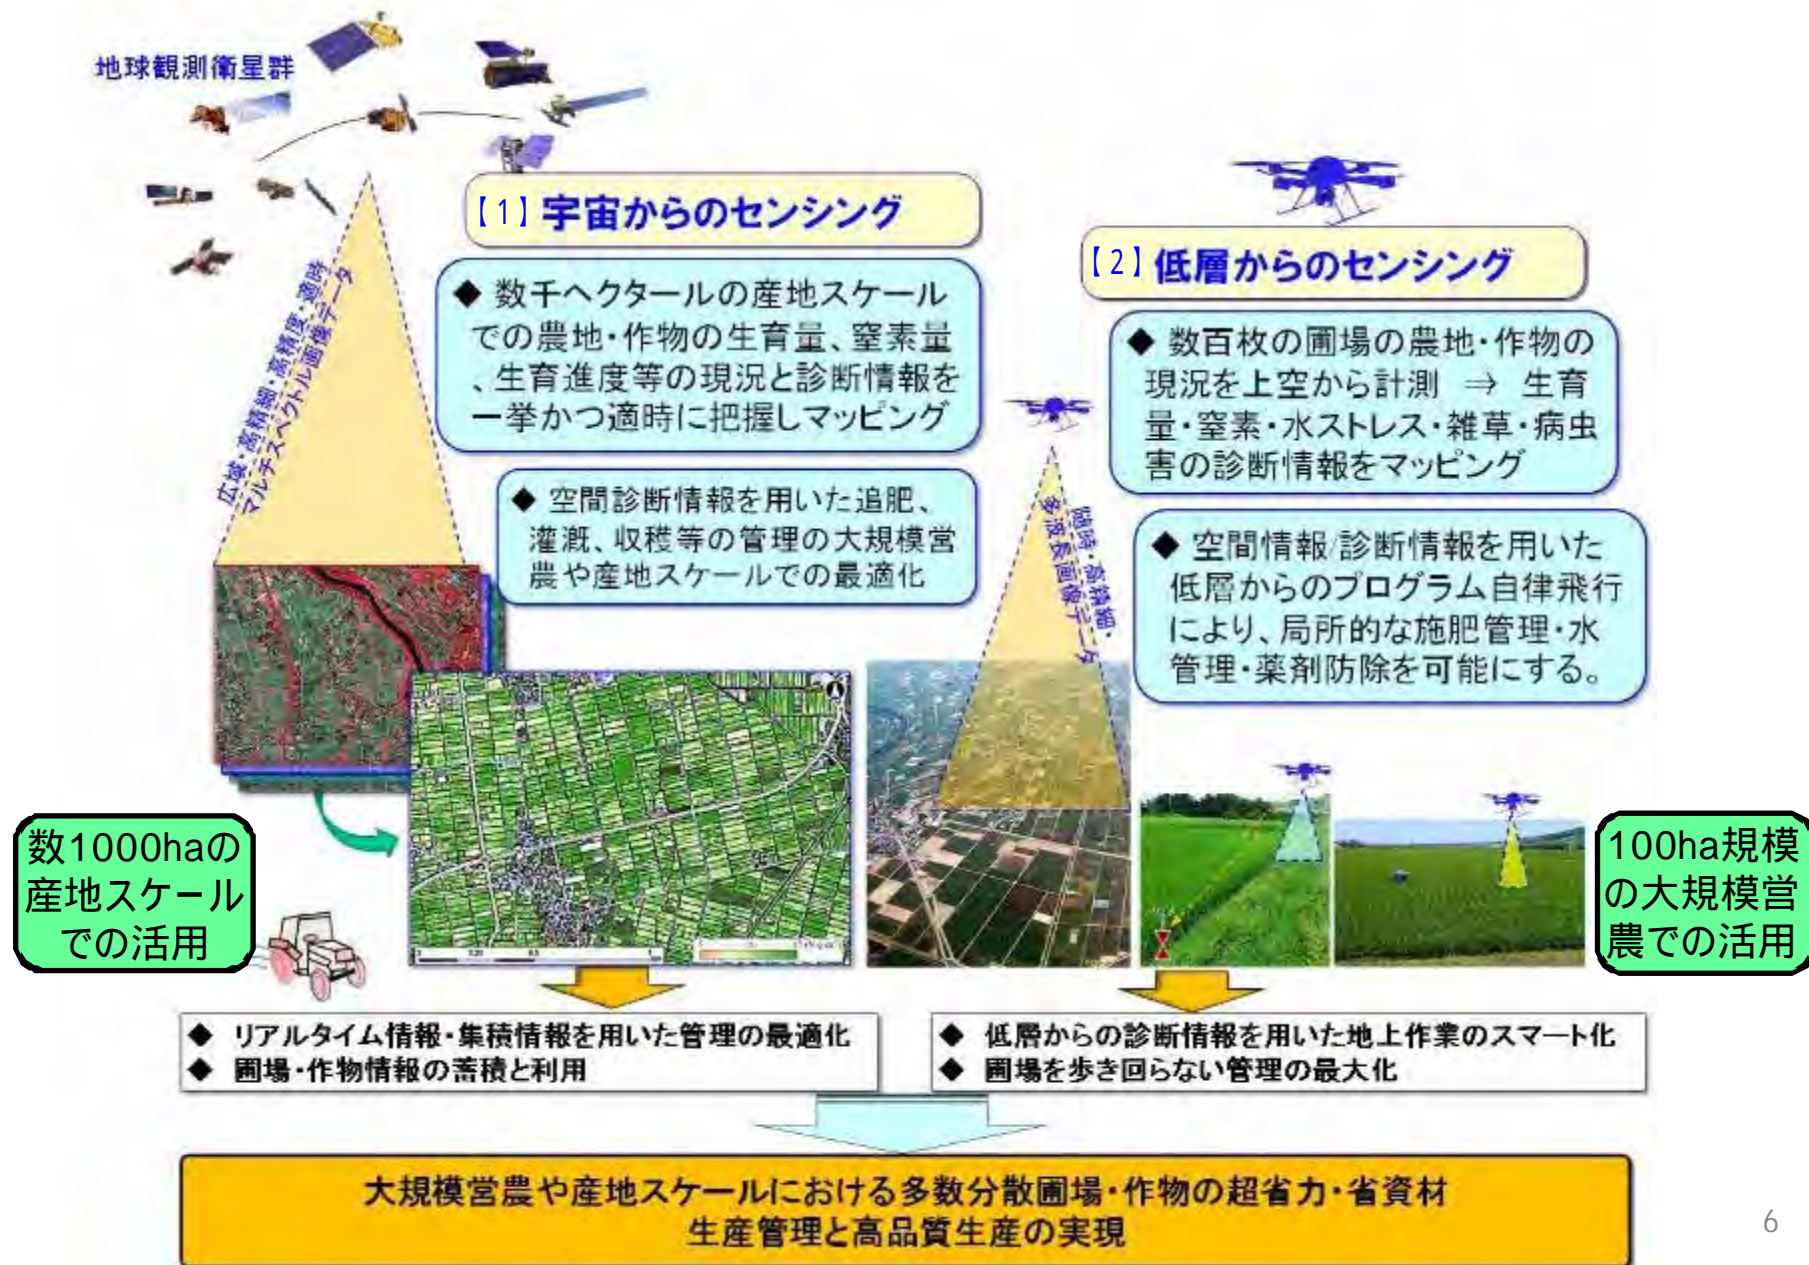 地球観測衛星群
広域・高精細・高精度・適時
マルチスペクトル画像データ
【1】宇宙からのセンシング
◆ 数千ヘクタールの産地スケール
での農地・作物の生育量、窒素量
、生育進度等の現況と診断情報を
一挙かつ適時に把握しマッピング
◆ 空間診断情報を用いた追肥、
灌漑、収穫等の管理の大規模営
農や産地スケールでの最適化
【2】低層からのセンシング
◆ 数百枚の圃場の農地・作物の
現況を上空から計測 ⇒ 生育
量・窒素・水ストレス・雑草・病虫
害の診断情報をマッピング
随時・高精細・
多波長画像データ
◆ 空間情報/診断情報を用いた
低層からのプログラム自律飛行
により、局所的な施肥管理・水
管理・薬剤防除を可能にする。
数1000haの
産地スケール
での活用
100ha規模
の大規模営
農での活用
◆ リアルタイム情報・集積情報を用いた管理の最適化
◆ 圃場・作物情報の蓄積と利用
◆ 低層からの診断情報を用いた地上作業のスマート化
◆ 圃場を歩き回らない管理の最大化
大規模営農や産地スケールにおける多数分散圃場・作物の超省力・省資材
生産管理と高品質生産の実現
6